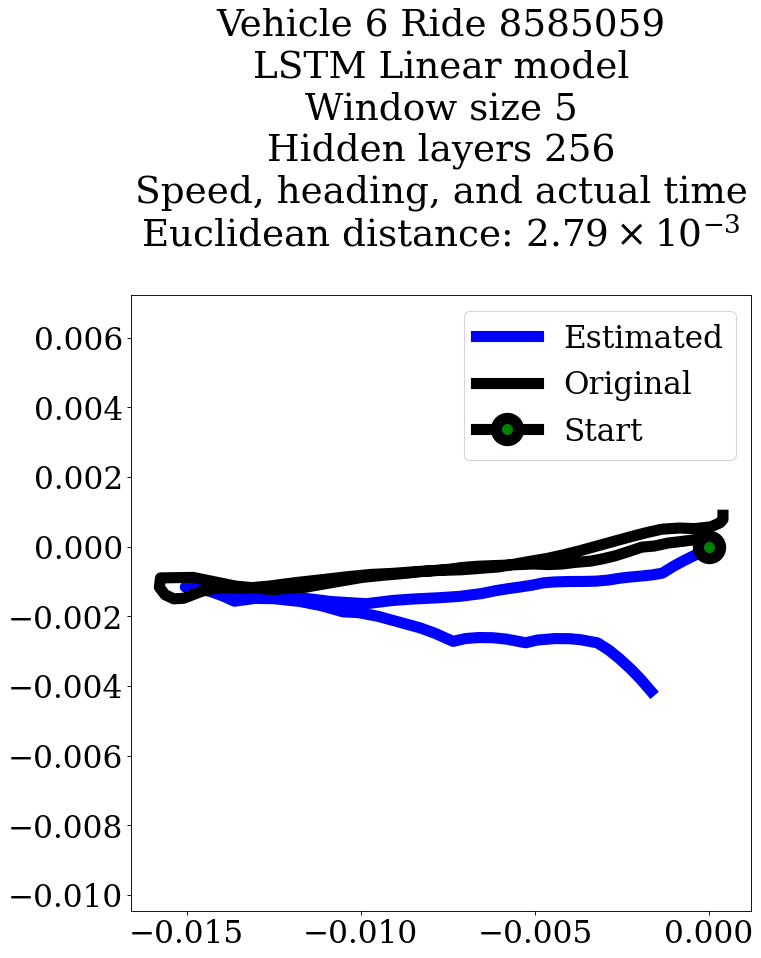 Vehicle 6 Ride 8585059
LSTM Linear model
Window size 5
Hidden layers 256
Speed, heading, and actual time
Euclidean distance: 2.79 × 10⁻³
Estimated
Original
Start
0.006
0.004
0.002
0.000
−0.002
−0.004
−0.006
−0.008
−0.010
−0.015
−0.010
−0.005
0.000